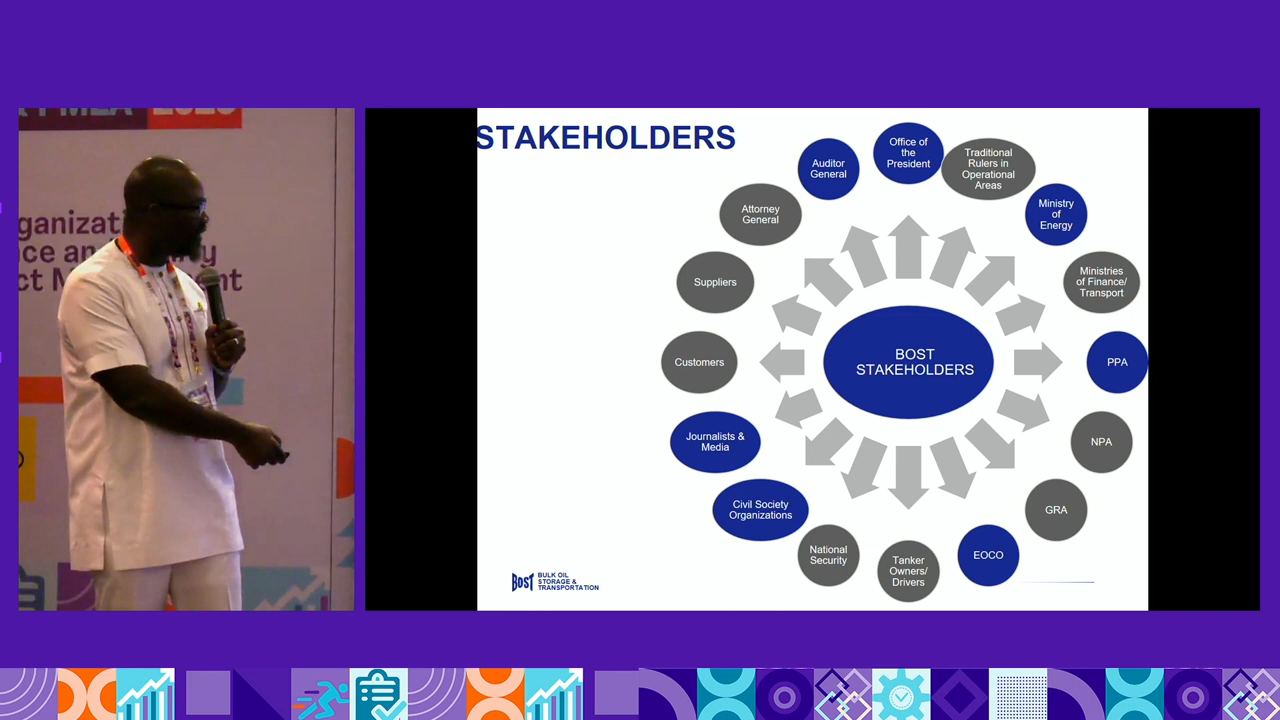 STAKEHOLDERS
Office of
the
President
Traditional
Rulers in
Operational
Areas
Ministry
of
Energy
Ministries
of Finance/
Transport
PPA
NPA
GRA
EOCO
Tanker
Owners/
Drivers
National
Security
Civil Society
Organizations
Journalists &
Media
Customers
Suppliers
Attorney
General
Auditor
General
BOST
STAKEHOLDERS
BOST
BULK OIL
STORAGE &
TRANSPORTATION